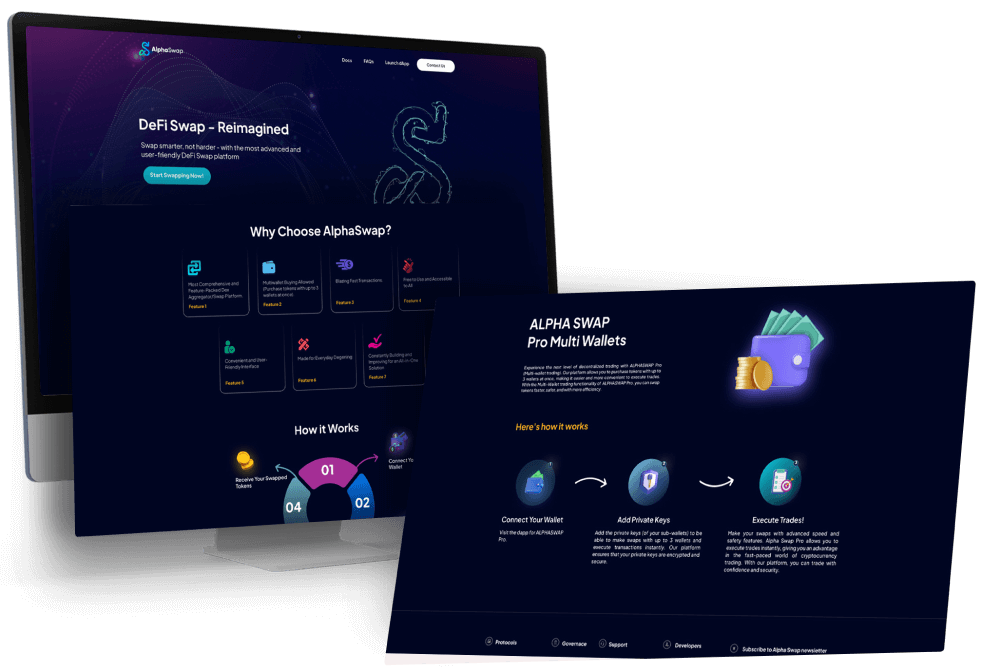 AlphaSwap
Docs
FAQs
Launch dApp
Contact Us
DeFi Swap - Reimagined
Swap smarter, not harder - with the most advanced and
user-friendly DeFi Swap platform
Start Swapping Now!
Why Choose AlphaSwap?
Most Comprehensive and
Feature-Packed Dex
Aggregator/Swap Platform
Feature 1
Multiwallet Buying Allowed
(Purchase tokens with up to 3
wallets at once).
Feature 2
Blazing Fast Transactions
Feature 3
Free to Use and Accessible
to All
Feature 4
Convenient and User-
Friendly Interface
Feature 5
Made for Everyday Degening
Feature 6
Constantly Building and
Improving for an All-in-One
Solution
Feature 7
How it Works
Receive Your Swapped
Tokens
01
Connect Yo
Wallet
04
02
ALPHA SWAP
Pro Multi Wallets
Experience the next level of decentralized trading with ALPHASWAP Pro
(Multi-wallet trading). Our platform allows you to purchase tokens with up to
3 wallets at once, making it easier and more convenient to execute trades.
With the Multi-Wallet trading functionality of ALPHASWAP Pro, you can swap
tokens faster, safer, and with more efficiency.
Here's how it works
1
2
3
Connect Your Wallet
Visit the dapp for ALPHASWAP
Pro.
Add Private Keys
Add the private keys (of your sub-wallets) to be
able to make swaps with up to 3 wallets and
execute transactions instantly. Our platform
ensures that your private keys are encrypted and
secure.
Execute Trades!
Make your swaps with advanced speed and
safety features. Alpha Swap Pro allows you to
execute trades instantly, giving you an advantage
in the fast-paced world of cryptocurrency
trading. With our platform, you can trade with
confidence and security.
Protocols
Governace
Support
Developers
Subscribe to Alpha Swap newsletter